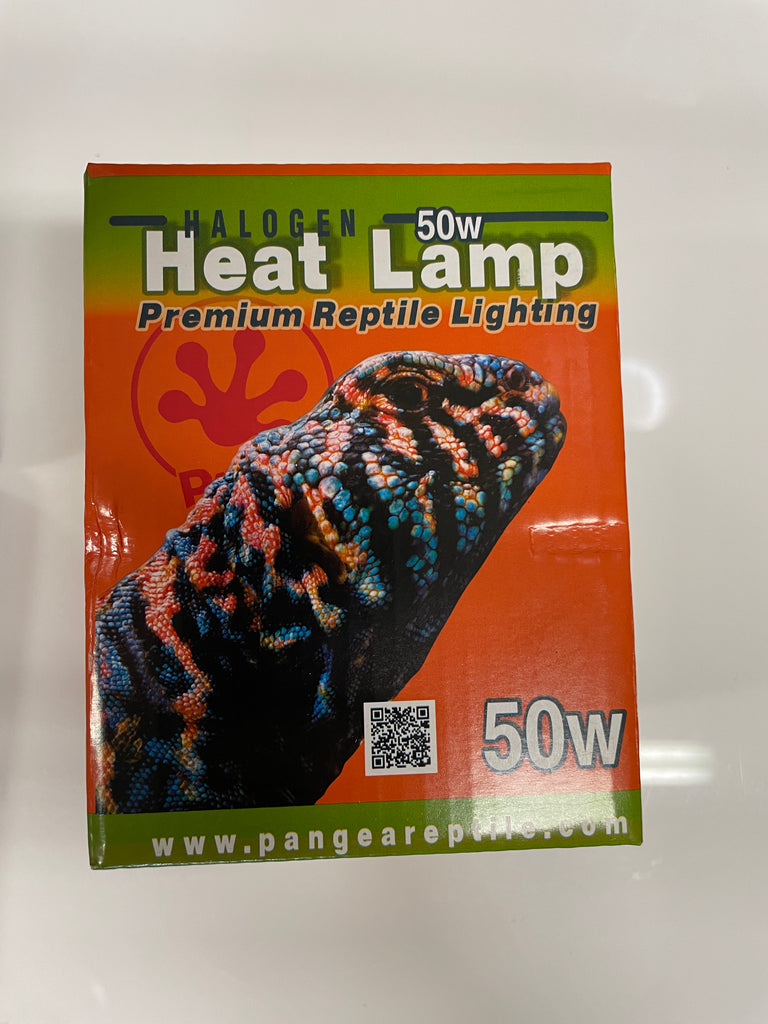 HALOGEN
50w
Heat Lamp
Premium Reptile Lighting
50w
www.pangeareptile.com